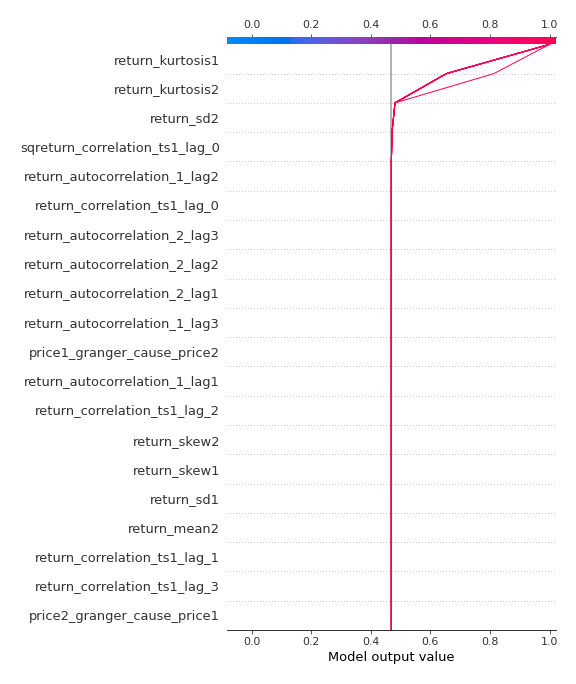 0.0 0.2 0.4 0.6 0.8 1.0
return_kurtosis1
return_kurtosis2
return_sd2
sqreturn_correlation_ts1_lag_0
return_autocorrelation_1_lag2
return_correlation_ts1_lag_0
return_autocorrelation_2_lag3
return_autocorrelation_2_lag2
return_autocorrelation_2_lag1
return_autocorrelation_1_lag3
price1_granger_cause_price2
return_autocorrelation_1_lag1
return_correlation_ts1_lag_2
return_skew2
return_skew1
return_sd1
return_mean2
return_correlation_ts1_lag_1
return_correlation_ts1_lag_3
price2_granger_cause_price1
0.0 0.2 0.4 0.6 0.8 1.0
Model output value